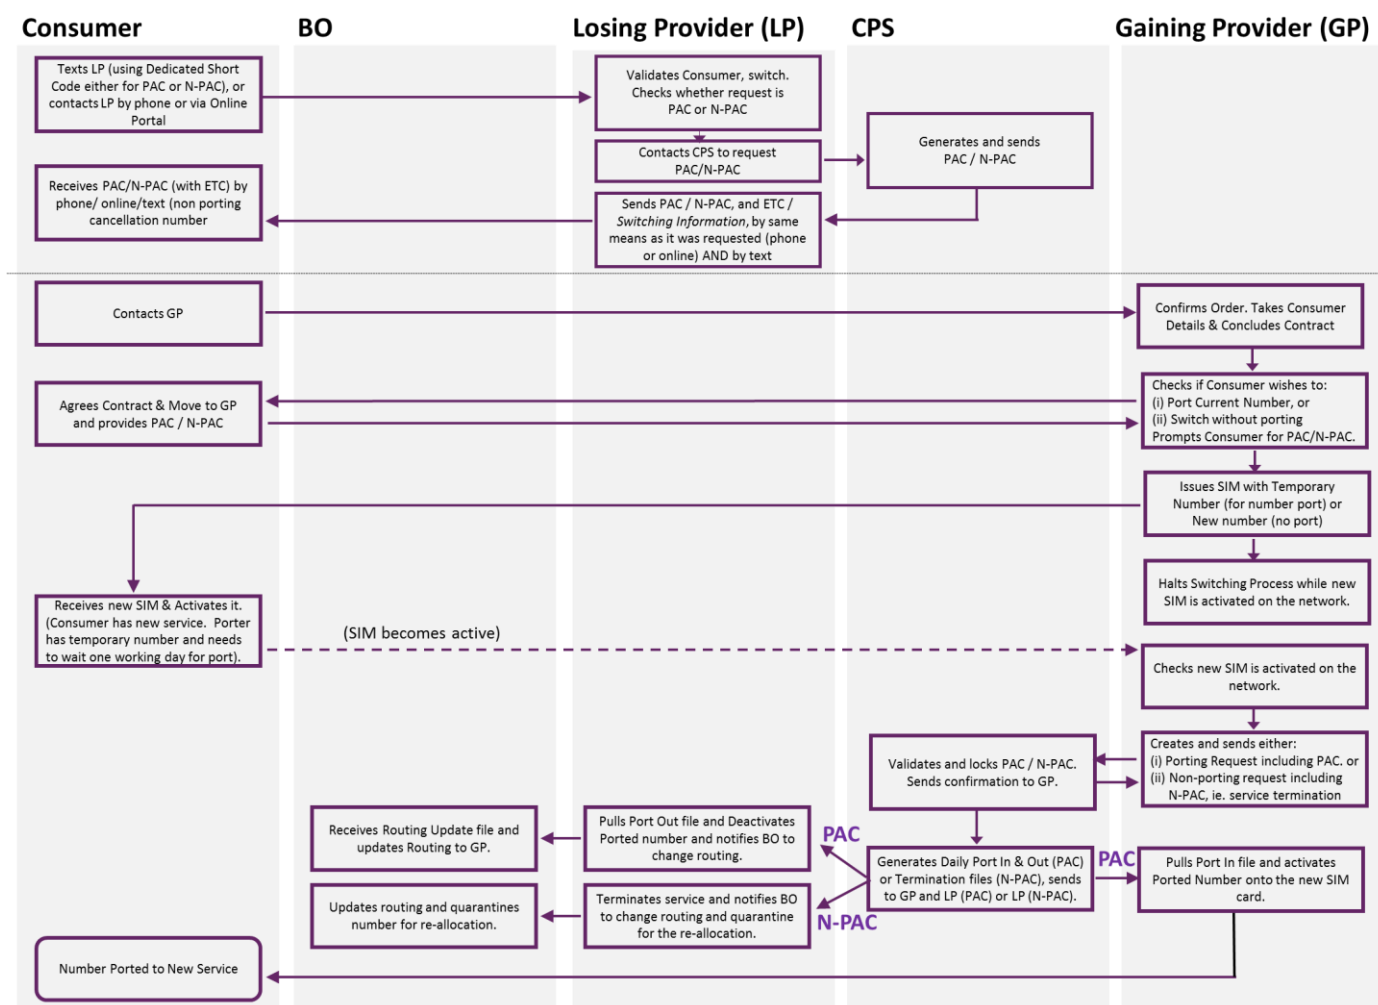 Consumer
BO
Losing Provider (LP)
CPS
Gaining Provider (GP)
Texts LP (using Dedicated Short
Code either for PAC or N-PAC), or
contacts LP by phone or via Online
Portal
Validates Consumer, switch.
Checks whether request is
PAC or N-PAC
Contacts CPS to request
PAC/N-PAC
Generates and sends
PAC / N-PAC
Receives PAC/N-PAC (with ETC) by
phone/ online/text (non porting
cancellation number
Sends PAC / N-PAC, and ETC /
Switching Information, by same
means as it was requested (phone
or online) AND by text
Contacts GP
Confirms Order. Takes Consumer
Details & Concludes Contract
Agrees Contract & Move to GP
and provides PAC / N-PAC
Checks if Consumer wishes to:
(i) Port Current Number, or
(ii) Switch without porting
Prompts Consumer for PAC/N-PAC.
Issues SIM with Temporary
Number (for number port) or
New number (no port)
Halts Switching Process while new
SIM is activated on the network.
Receives new SIM & Activates it.
(Consumer has new service. Porter
has temporary number and needs
to wait one working day for port).
(SIM becomes active)
Checks new SIM is activated on the
network.
Validates and locks PAC / N-PAC.
Sends confirmation to GP.
Creates and sends either:
(i) Porting Request including PAC. or
(ii) Non-porting request including
N-PAC, ie. service termination
Receives Routing Update file and
updates Routing to GP.
Pulls Port Out file and Deactivates
Ported number and notifies BO to
change routing.
PAC
Generates Daily Port In & Out (PAC)
or Termination files (N-PAC), sends
to GP and LP (PAC) or LP (N-PAC).
PAC
Pulls Port In file and activates
Ported Number onto the new SIM
card.
Updates routing and quarantines
number for re-allocation.
Terminates service and notifies BO
to change routing and quarantine
for the re-allocation.
N-PAC
Number Ported to New Service